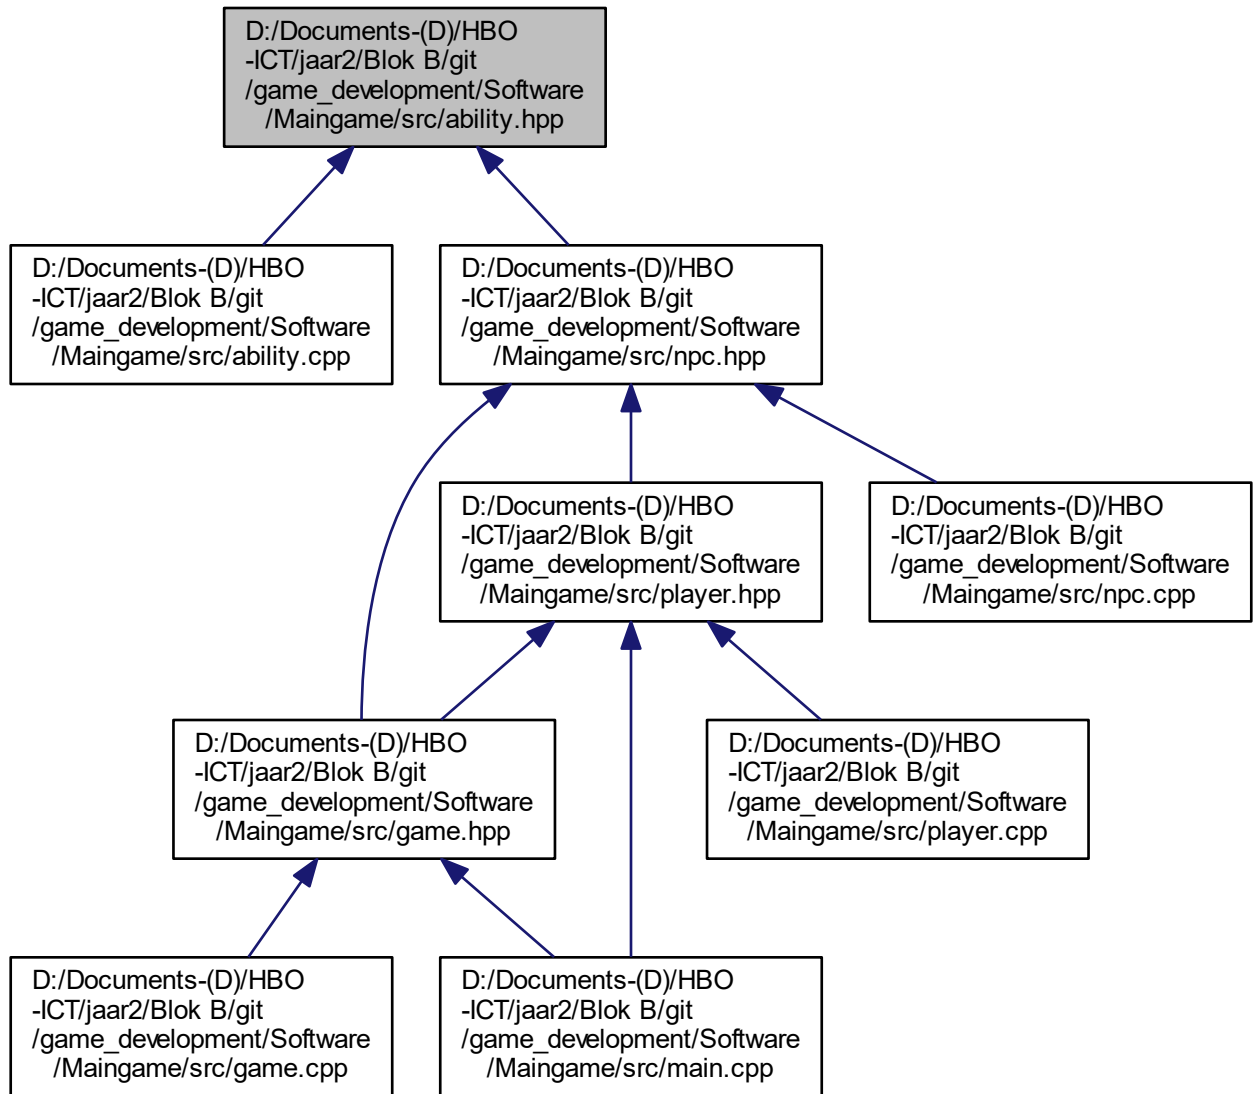 D:/Documents-(D)/HBO
-ICT/jaar2/Blok B/git
/game_development/Software
/Maingame/src/ability.hpp
D:/Documents-(D)/HBO
-ICT/jaar2/Blok B/git
/game_development/Software
/Maingame/src/ability.cpp
D:/Documents-(D)/HBO
-ICT/jaar2/Blok B/git
/game_development/Software
/Maingame/src/npc.hpp
D:/Documents-(D)/HBO
-ICT/jaar2/Blok B/git
/game_development/Software
/Maingame/src/player.hpp
D:/Documents-(D)/HBO
-ICT/jaar2/Blok B/git
/game_development/Software
/Maingame/src/npc.cpp
D:/Documents-(D)/HBO
-ICT/jaar2/Blok B/git
/game_development/Software
/Maingame/src/game.hpp
D:/Documents-(D)/HBO
-ICT/jaar2/Blok B/git
/game_development/Software
/Maingame/src/player.cpp
D:/Documents-(D)/HBO
-ICT/jaar2/Blok B/git
/game_development/Software
/Maingame/src/game.cpp
D:/Documents-(D)/HBO
-ICT/jaar2/Blok B/git
/game_development/Software
/Maingame/src/main.cpp